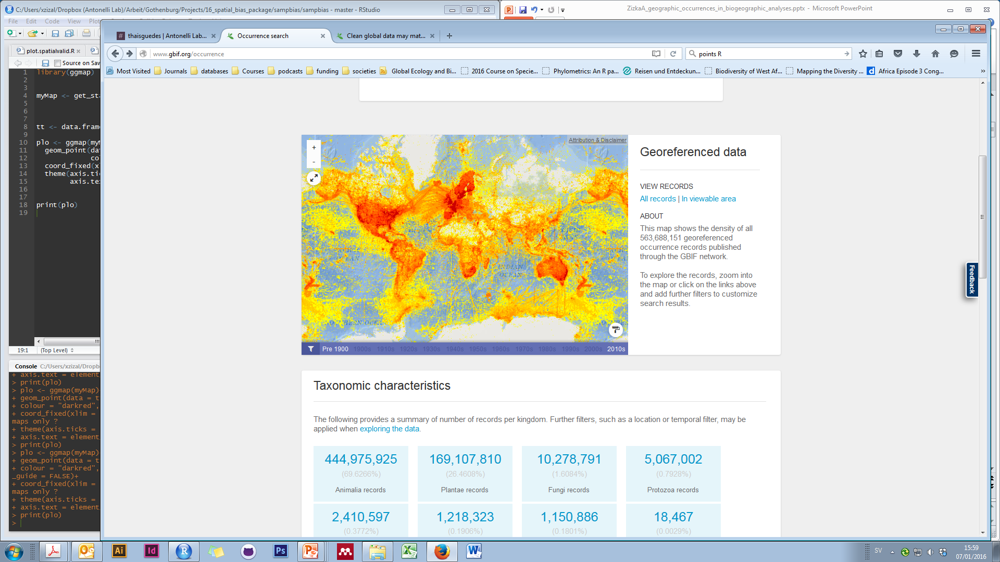 C:/Users/xzizal/Dropbox (Antonelli Lab)/Arbeit/Gothenburg/Projects/16_spatial_bias_package/sampbias/sampbias - master - RStudio
ZizkaA_geographic_occurrences_in_biogeographic_analyses.pptx - Microsoft PowerPoint
File Edit Code View
thaisguedes | Antonelli Lab...
Occurrence search
Clean global data may mat...
www.gbif.org/occurrence
points R
Most Visited
Journals
databases
Courses
podcasts
funding
societies
Global Ecology and Bi...
2016 Course on Specie...
Phylometrics: An R pa...
Reisen und Entdeckun...
Biodiversity of West Af...
Mapping the Diversity ...
Africa Episode 3 Cong...
plot.spatialvalid.R
Source on Sav
1 library(ggmap)
2
3
4 myMap <- get_sta
5
6
7
8 tt <- data.fram
9
10 plo <- ggmap(myM
11 geom_point(dat
12 co
13 coord_fixed(xl
14 theme(axis.tic
15 axis.tex
16
17
18 print(plo)
19
19:1 (Top Level)
Console C:/Users/xzizal/Dropb
+ axis.text = element
> print(plo)
> plo <- ggmap(myMap)
+ geom_point(data = t
+ colour = "darkred",
+ coord_fixed(xlim =
maps only ?
+ theme(axis.ticks =
+ axis.text = element
> print(plo)
> plo <- ggmap(myMap)
+ geom_point(data = t
+ colour = "darkred",
_guide = FALSE)+
+ coord_fixed(xlim =
maps only ?
+ theme(axis.ticks =
+ axis.text = element
> print(plo)
>
+
-
Attribution & Disclaimer
INDIAN
OCEAN
Pre 1900 1900s 1910s 1920s 1930s 1940s 1950s 1960s 1970s 1980s 1990s 2000s 2010s
Georeferenced data
VIEW RECORDS
All records | In viewable area
ABOUT
This map shows the density of all
563,688,151 georeferenced
occurrence records published
through the GBIF network.
To explore the records, zoom into
the map or click on the links above
and add further filters to customize
search results.
Feedback
Taxonomic characteristics
The following provides a summary of number of records per kingdom. Further filters, such as a location or temporal filter, may be
applied when exploring the data.
444,975,925
(69.6266%)
Animalia records
169,107,810
(26.4608%)
Plantae records
10,278,791
(1.6084%)
Fungi records
5,067,002
(0.7928%)
Protozoa records
2,410,597
(0.3772%)
1,218,323
(0.1906%)
1,150,886
(0.1801%)
18,467
(0.0029%)
Ai
Id
R
Ps
SV
15:59
07/01/2016